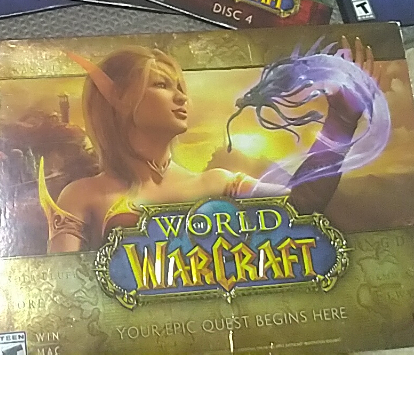 DISC 4
WORLD
OF
WARCRAFT
YOUR EPIC QUEST BEGINS HERE
TEEN
T
WIN
MAC
T